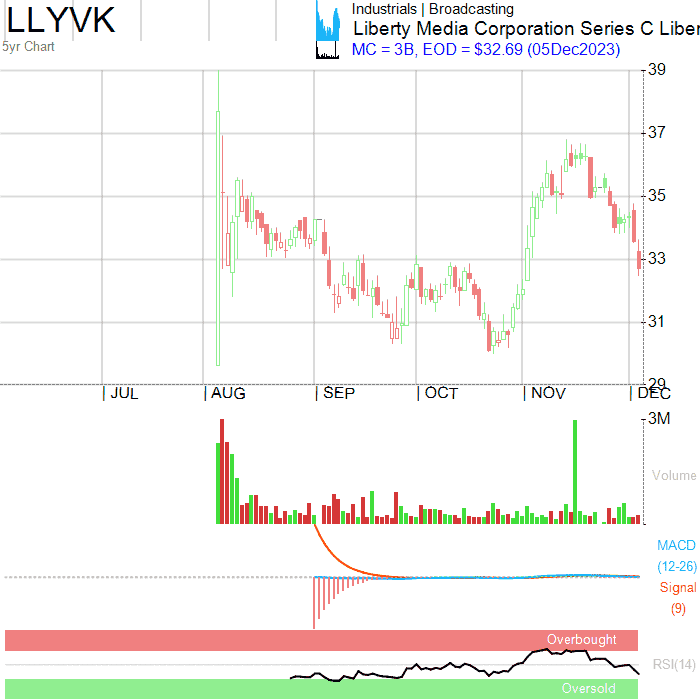 LLYVK
Industrials | Broadcasting
Liberty Media Corporation Series C Liber
5yr Chart
MC = 3B, EOD = $32.69 (05Dec2023)
39
37
35
33
31
29
| JUL | AUG | SEP | OCT | NOV | DEC
3M
Volume
MACD
(12-26)
Signal
(9)
Overbought
RSI(14)
Oversold